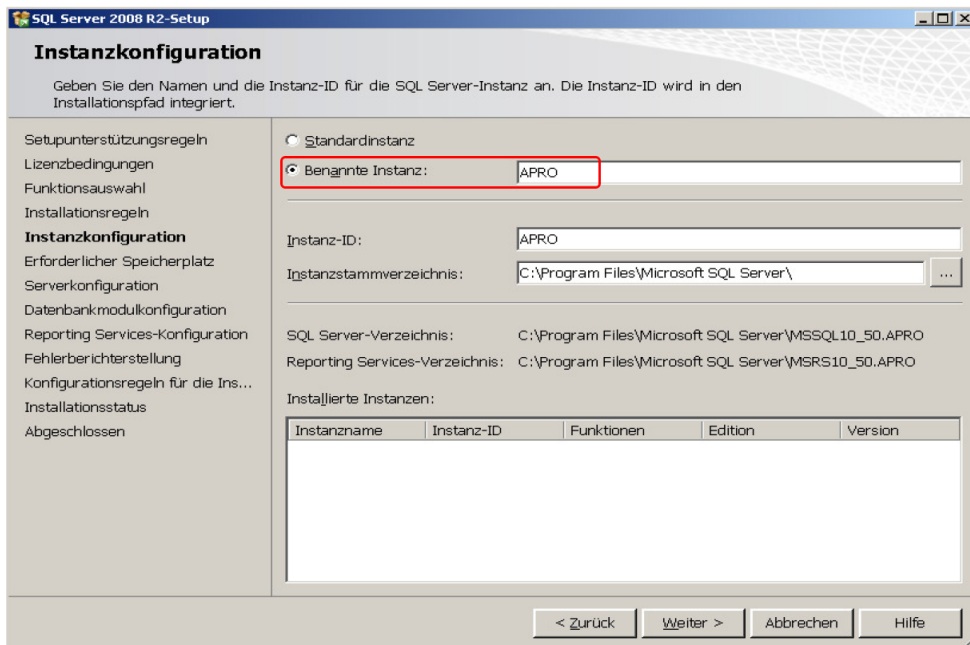 SQL Server 2008 R2-Setup
Instanzkonfiguration
Geben Sie den Namen und die Instanz-ID für die SQL Server-Instanz an. Die Instanz-ID wird in den
Installationspfad integriert.
Setupunterstützungsregeln
Lizenzbedingungen
Funktionsauswahl
Installationsregeln
Instanzkonfiguration
Erforderlicher Speicherplatz
Serverkonfiguration
Datenbankmodulkonfiguration
Reporting Services-Konfiguration
Fehlerberichterstellung
Konfigurationsregeln für die Ins...
Installationsstatus
Abgeschlossen
Standardinstanz
Benannte Instanz: APRO
Instanz-ID: APRO
Instanzstammverzeichnis: C:\Program Files\Microsoft SQL Server\ ...
SQL Server-Verzeichnis: C:\Program Files\Microsoft SQL Server\MSSQL10_50.APRO
Reporting Services-Verzeichnis: C:\Program Files\Microsoft SQL Server\MSRS10_50.APRO
Installierte Instanzen:
Instanzname Instanz-ID Funktionen Edition Version
< Zurück Weiter > Abbrechen Hilfe